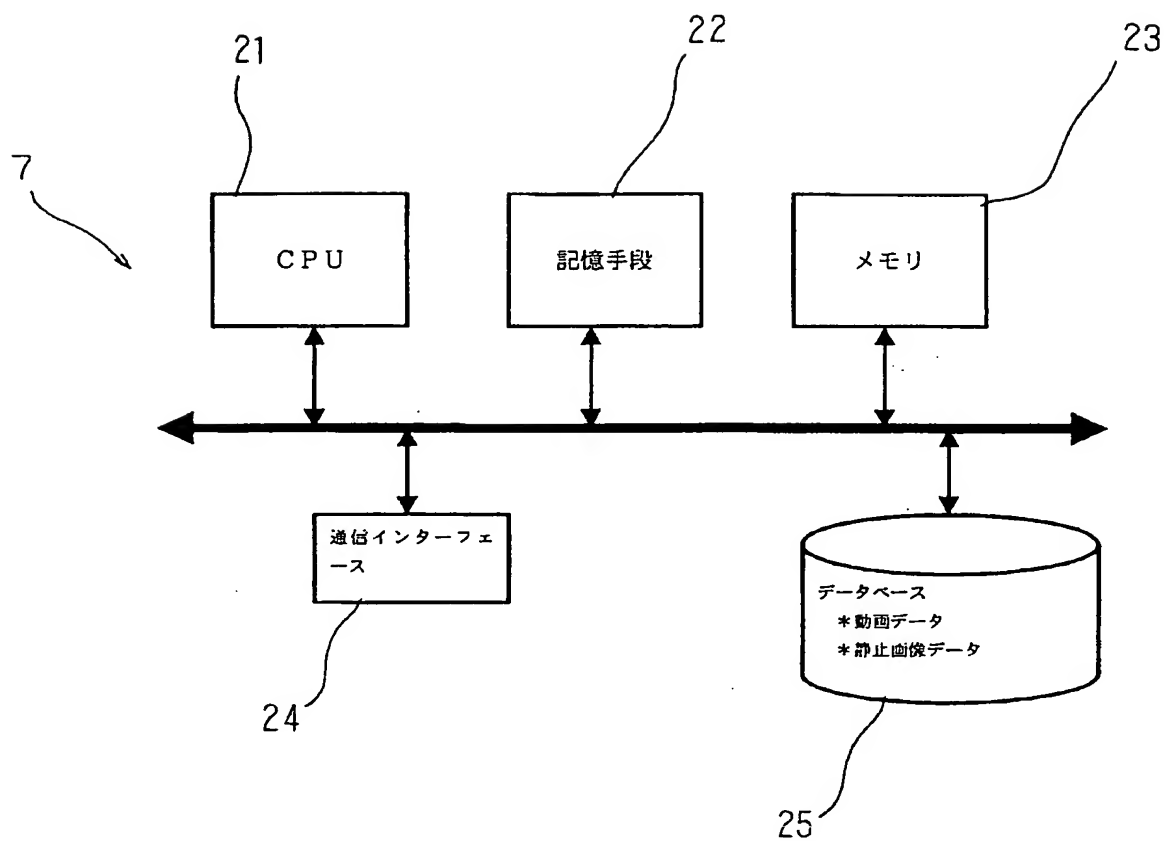 21
22
23
7
CPU
記憶手段
メモリ
通信インターフェ
ース
データベース
＊動画データ
＊静止画像データ
24
25